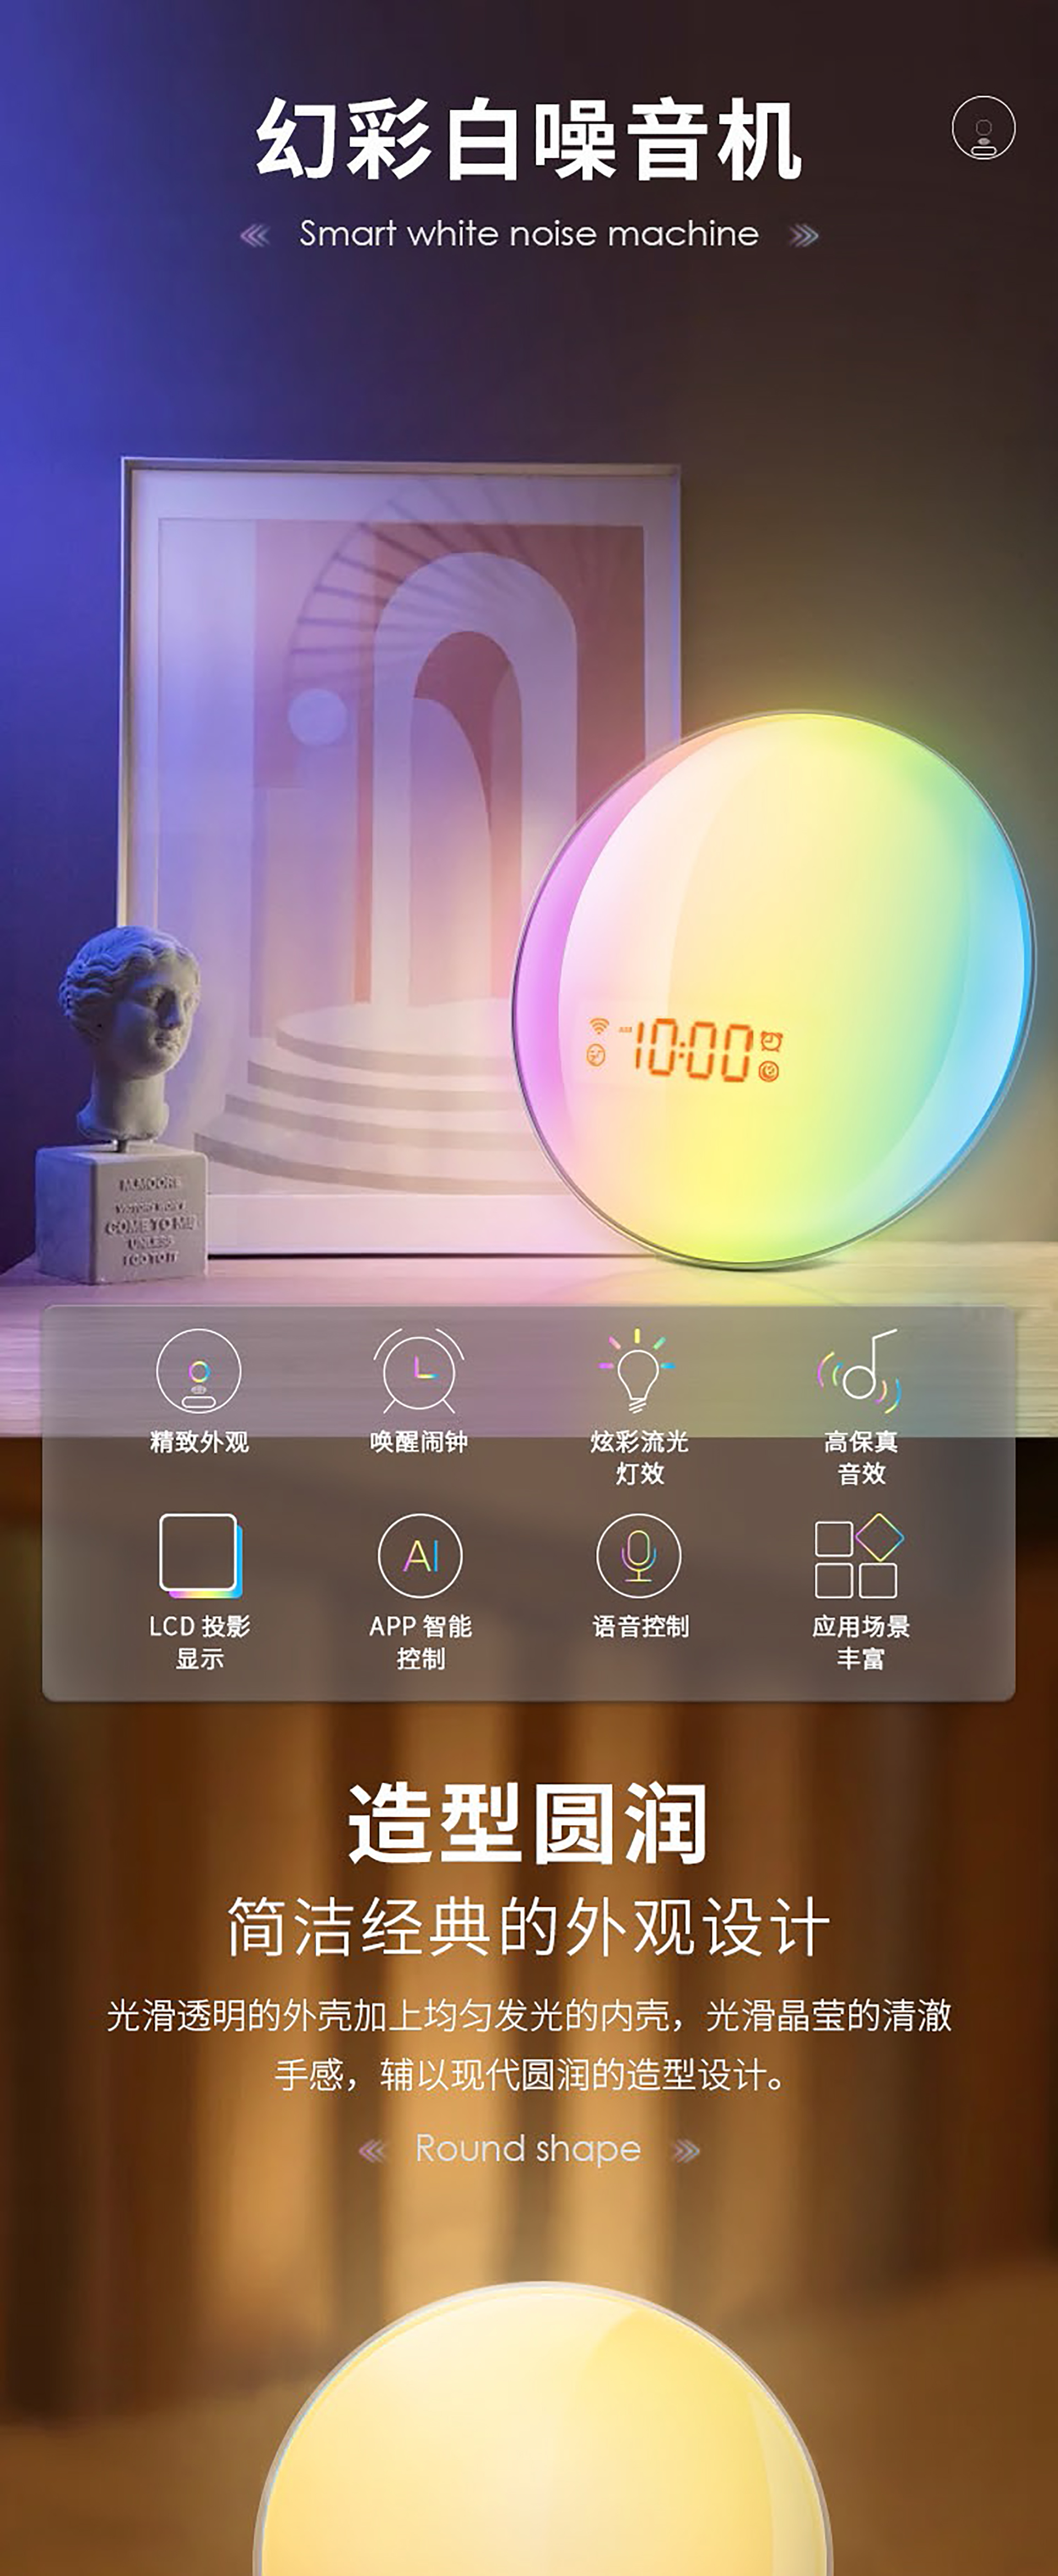 幻彩白噪音机
Smart white noise machine
10:00
M.MOORE
COME TO ME
UNLESS
I GO TO IT
精致外观
唤醒闹钟
炫彩流光
灯效
高保真
音效
LCD 投影
显示
AI
APP 智能
控制
语音控制
应用场景
丰富
造型圆润
简洁经典的外观设计
光滑透明的外壳加上均匀发光的内壳，光滑晶莹的清澈
手感，辅以现代圆润的造型设计。
Round shape